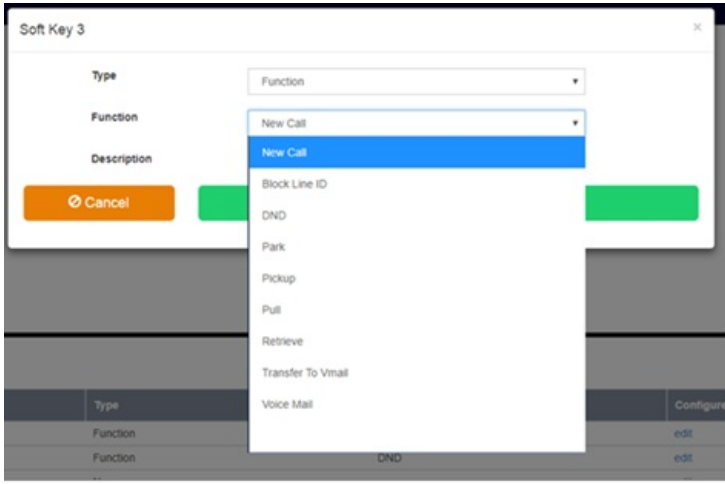 Soft Key 3 ×
Type Function
Function New Call
New Call
Description
Block Line ID
Cancel
DND
Park
Pickup
Pull
Retrieve
Transfer To Vmail
Type Voice Mail Configure
Function edit
Function DND edit